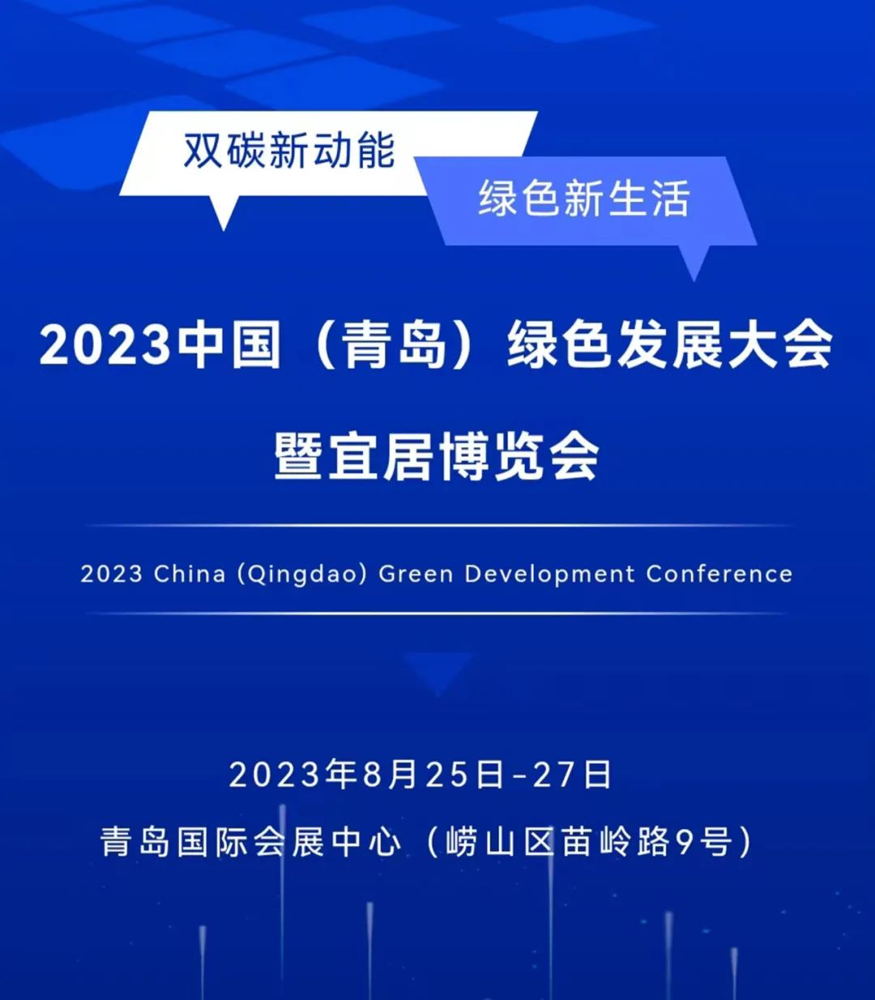 双碳新动能
绿色新生活
2023中国（青岛）绿色发展大会
暨宜居博览会
2023 China (Qingdao) Green Development Conference
2023年8月25日-27日
青岛国际会展中心（崂山区苗岭路9号）